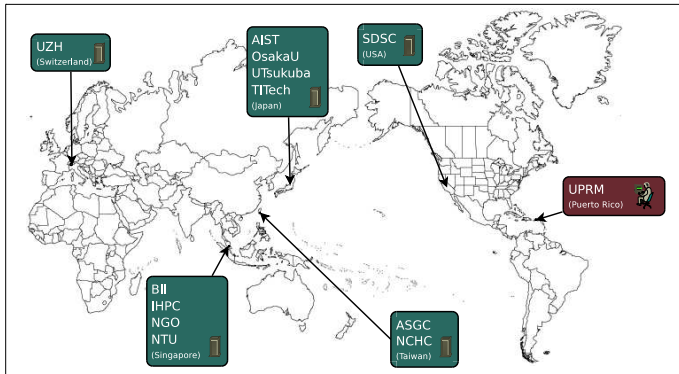 UZH
(Switzerland)
AIST
OsakaU
UTsukuba
TITech
(Japan)
SDSC
(USA)
UPRM
(Puerto Rico)
BII
IHPC
NGO
NTU
(Singapore)
ASGC
NCHC
(Taiwan)